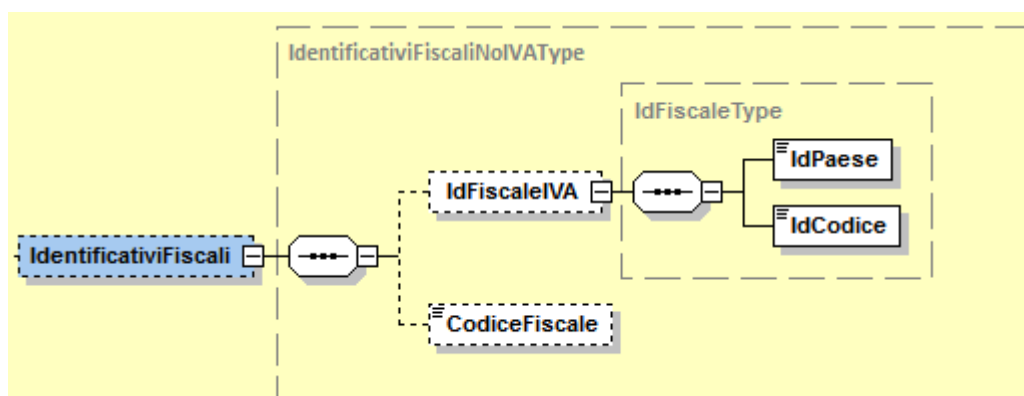 IdentificativiFiscaliNoIVAType
IdFiscaleType
IdPaese
IdFiscaleIVA
IdCodice
IdentificativiFiscali
CodiceFiscale